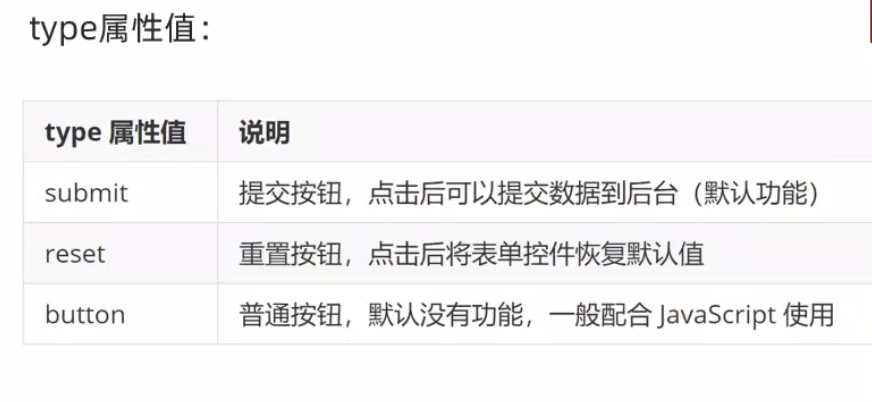 type属性值：
type 属性值 说明
submit 提交按钮，点击后可以提交数据到后台（默认功能）
reset 重置按钮，点击后将表单控件恢复默认值
button 普通按钮，默认没有功能，一般配合 JavaScript 使用